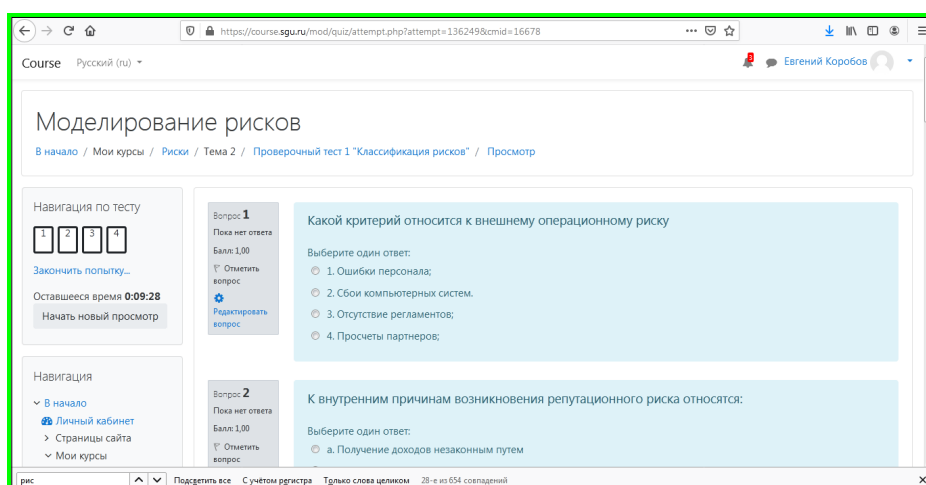 https://course.sgu.ru/mod/quiz/attempt.php?attempt=136249&cmid=16678
Course Русский (ru)
3
Евгений Коробов
Моделирование рисков
В начало / Мои курсы / Риски / Тема 2 / Проверочный тест 1 "Классификация рисков" / Просмотр
Навигация по тесту
1 2 3 4
Закончить попытку...
Оставшееся время 0:09:28
Начать новый просмотр
Навигация
В начало
Личный кабинет
Страницы сайта
Мои курсы
Вопрос 1
Пока нет ответа
Балл: 1,00
Отметить
вопрос
Редактировать
вопрос
Какой критерий относится к внешнему операционному риску
Выберите один ответ:
1. Ошибки персонала;
2. Сбои компьютерных систем.
3. Отсутствие регламентов;
4. Просчеты партнеров;
Вопрос 2
Пока нет ответа
Балл: 1,00
Отметить
вопрос
К внутренним причинам возникновения репутационного риска относятся:
Выберите один ответ:
a. Получение доходов незаконным путем
рис
Подсветить все С учётом регистра Только слова целиком 28-е из 654 совпадений